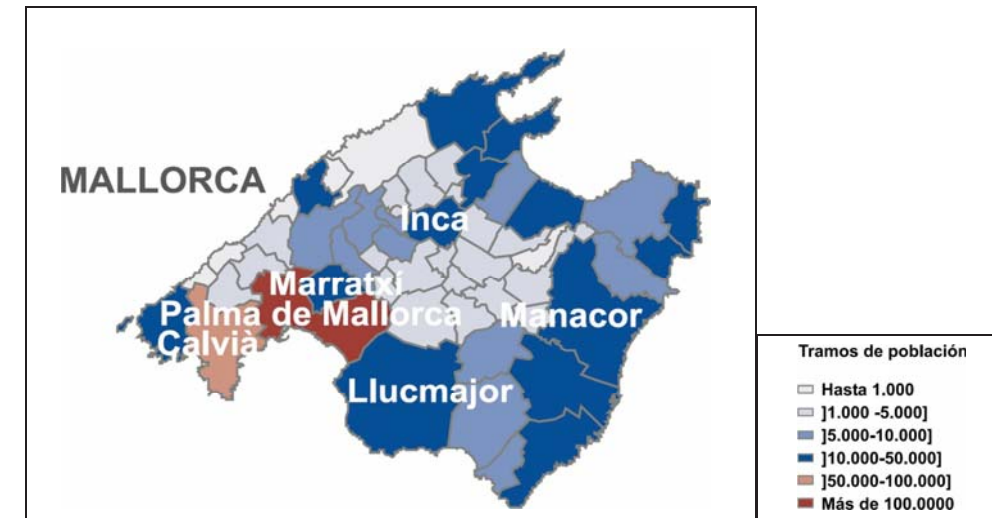 MALLORCA
Inca
Marratxí
Palma de Mallorca
Manacor
Calvià
Llucmajor
Tramos de población
Hasta 1.000
]1.000 -5.000]
]5.000-10.000]
]10.000-50.000]
]50.000-100.000]
Más de 100.0000